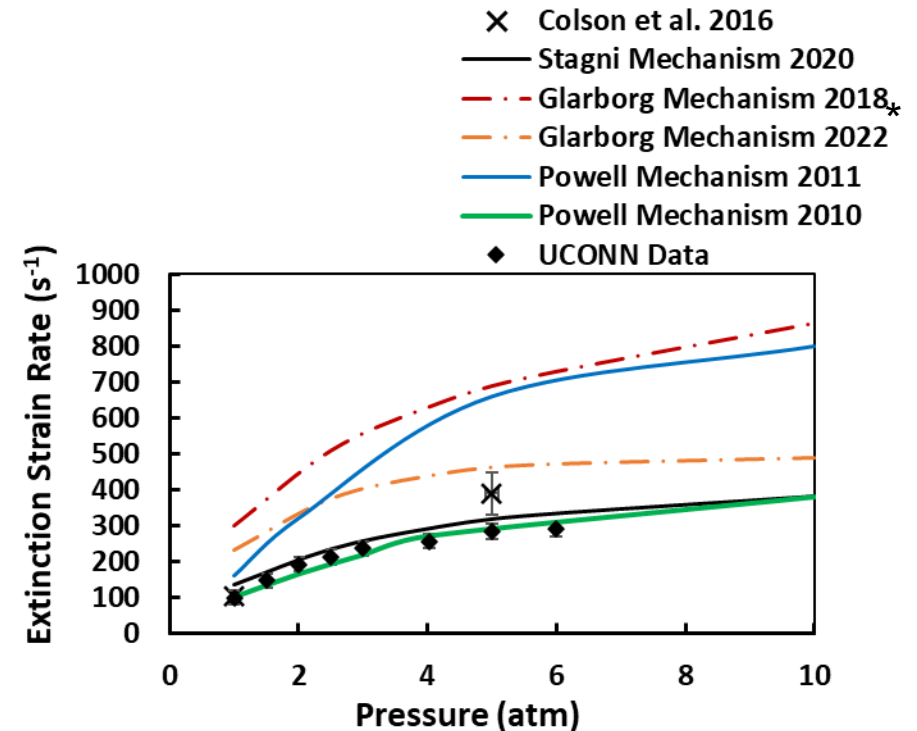 Colson et al. 2016
Stagni Mechanism 2020
Glarborg Mechanism 2018*
Glarborg Mechanism 2022
Powell Mechanism 2011
Powell Mechanism 2010
UCONN Data
Extinction Strain Rate (s⁻¹)
1000
900
800
700
600
500
400
300
200
100
0
0 2 4 6 8 10
Pressure (atm)